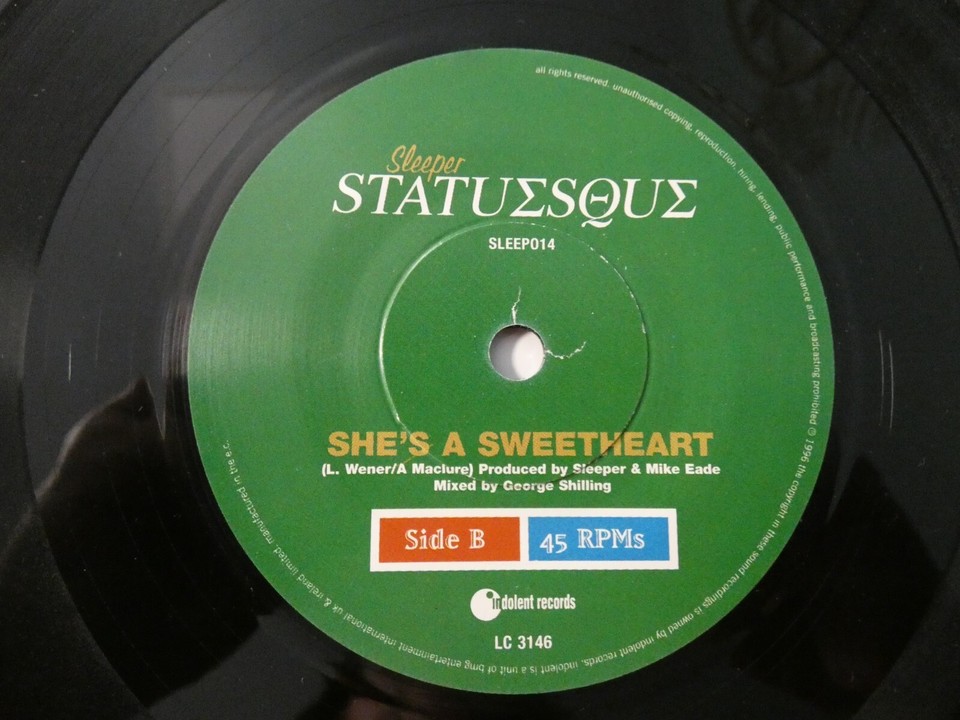 Sleeper
STATUΣSQUΣ
SLEEP014
SHE'S A SWEETHEART
(L. Wener/A Maclure) Produced by Sleeper & Mike Eade
Mixed by George Shilling
Side B
45 RPMs
indolent records
LC 3146
all rights reserved. unauthorised copying, reproduction, hiring, lending, public performance and broadcasting prohibited ℗ 1996 the copyright in these sound recordings is owned by indolent records, indolent is a unit of bmg entertainment international uk & ireland limited. manufactured in the e.